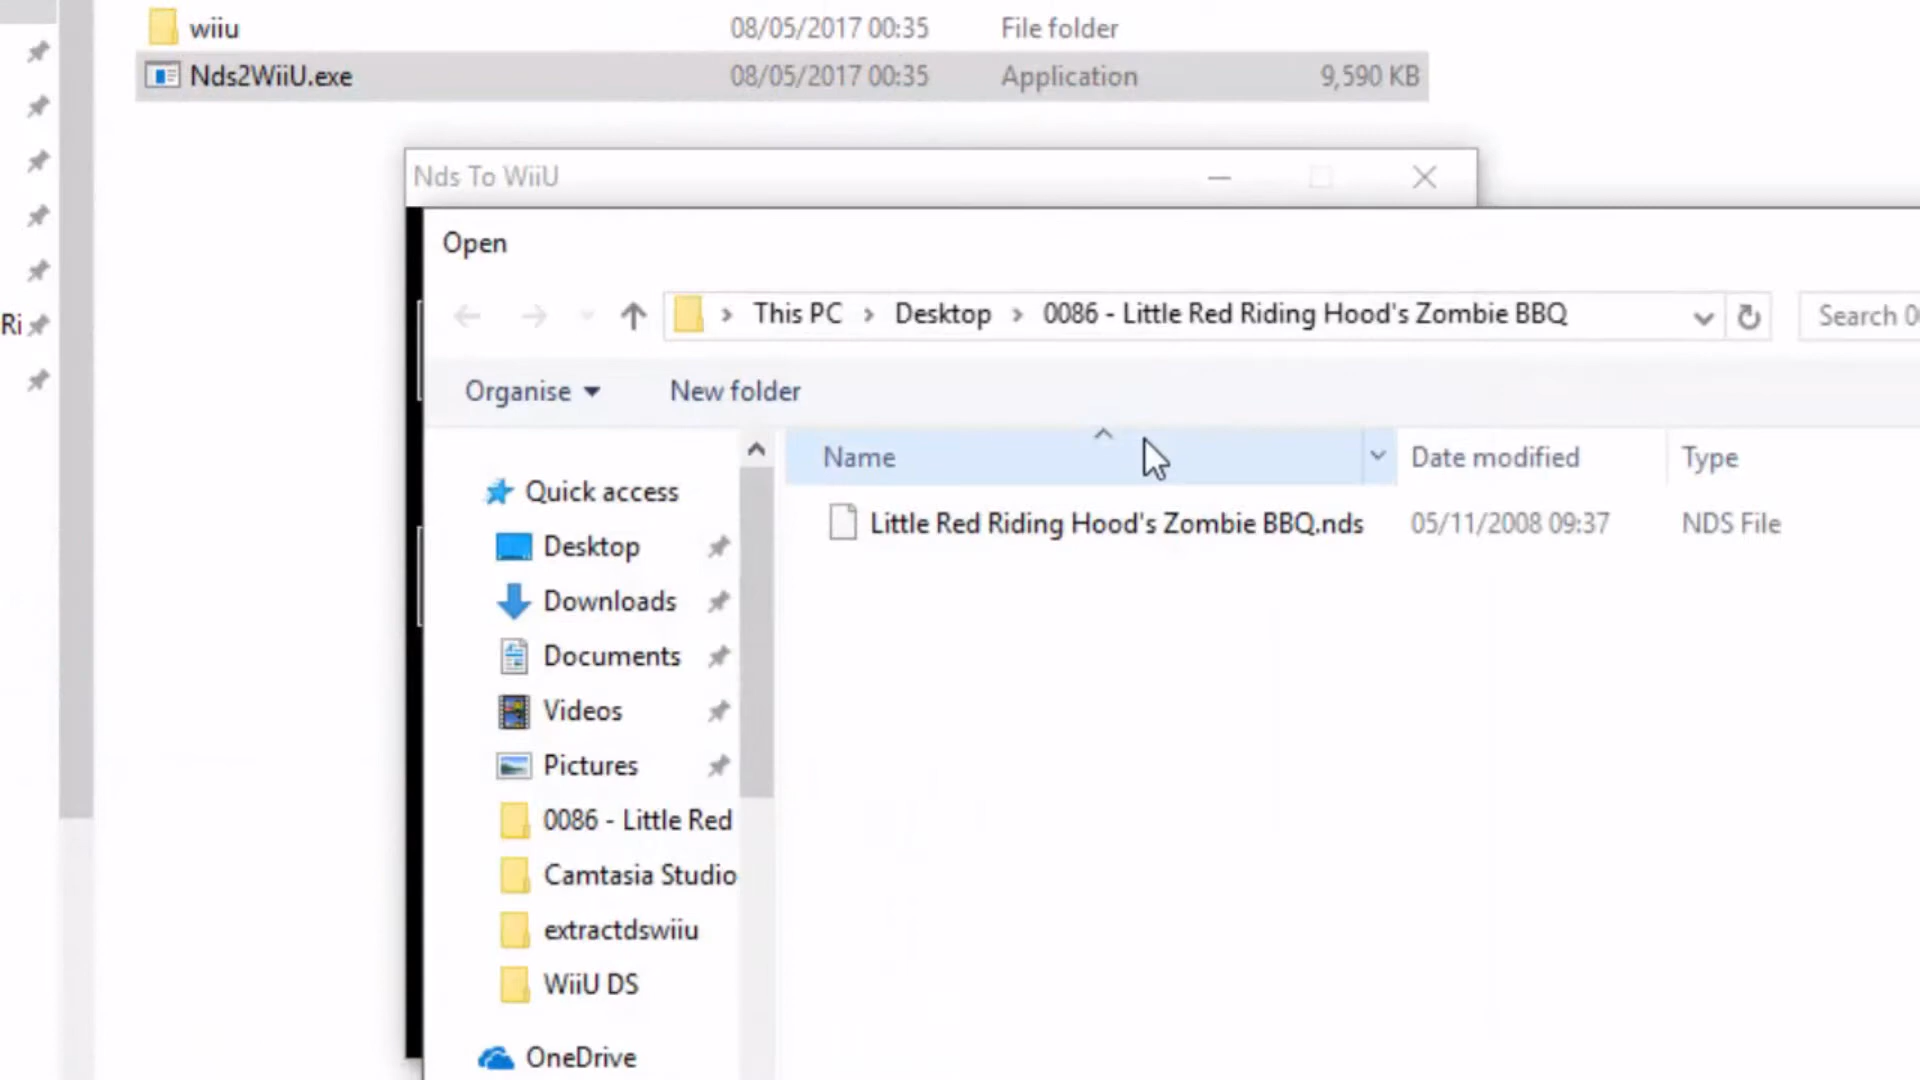 wiiu 08/05/2017 00:35 File folder
Nds2WiiU.exe 08/05/2017 00:35 Application 9,590 KB
Nds To WiiU
Open
This PC > Desktop > 0086 - Little Red Riding Hood's Zombie BBQ
Search 0
Ri
Organise New folder
Name Date modified Type
Little Red Riding Hood's Zombie BBQ.nds 05/11/2008 09:37 NDS File
Quick access
Desktop
Downloads
Documents
Videos
Pictures
0086 - Little Red
Camtasia Studio
extractdswiiu
WiiU DS
OneDrive